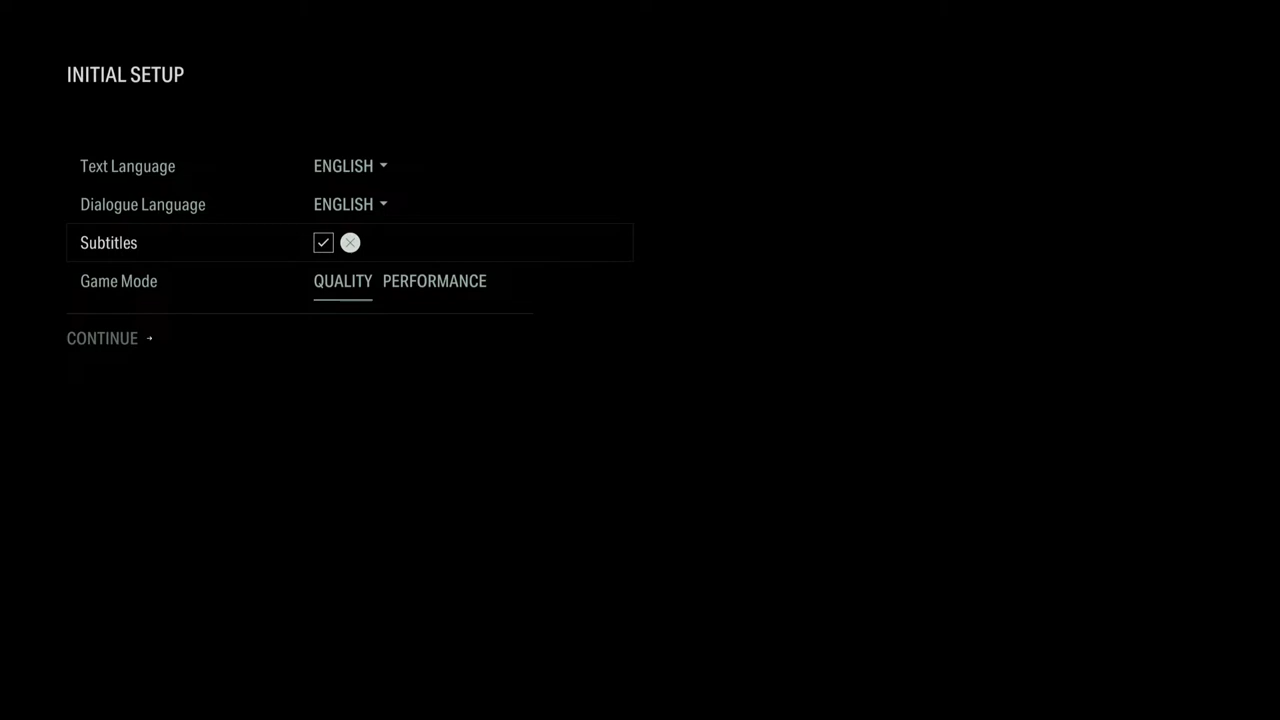 INITIAL SETUP
Text Language ENGLISH
Dialogue Language ENGLISH
Subtitles
Game Mode QUALITY PERFORMANCE
CONTINUE